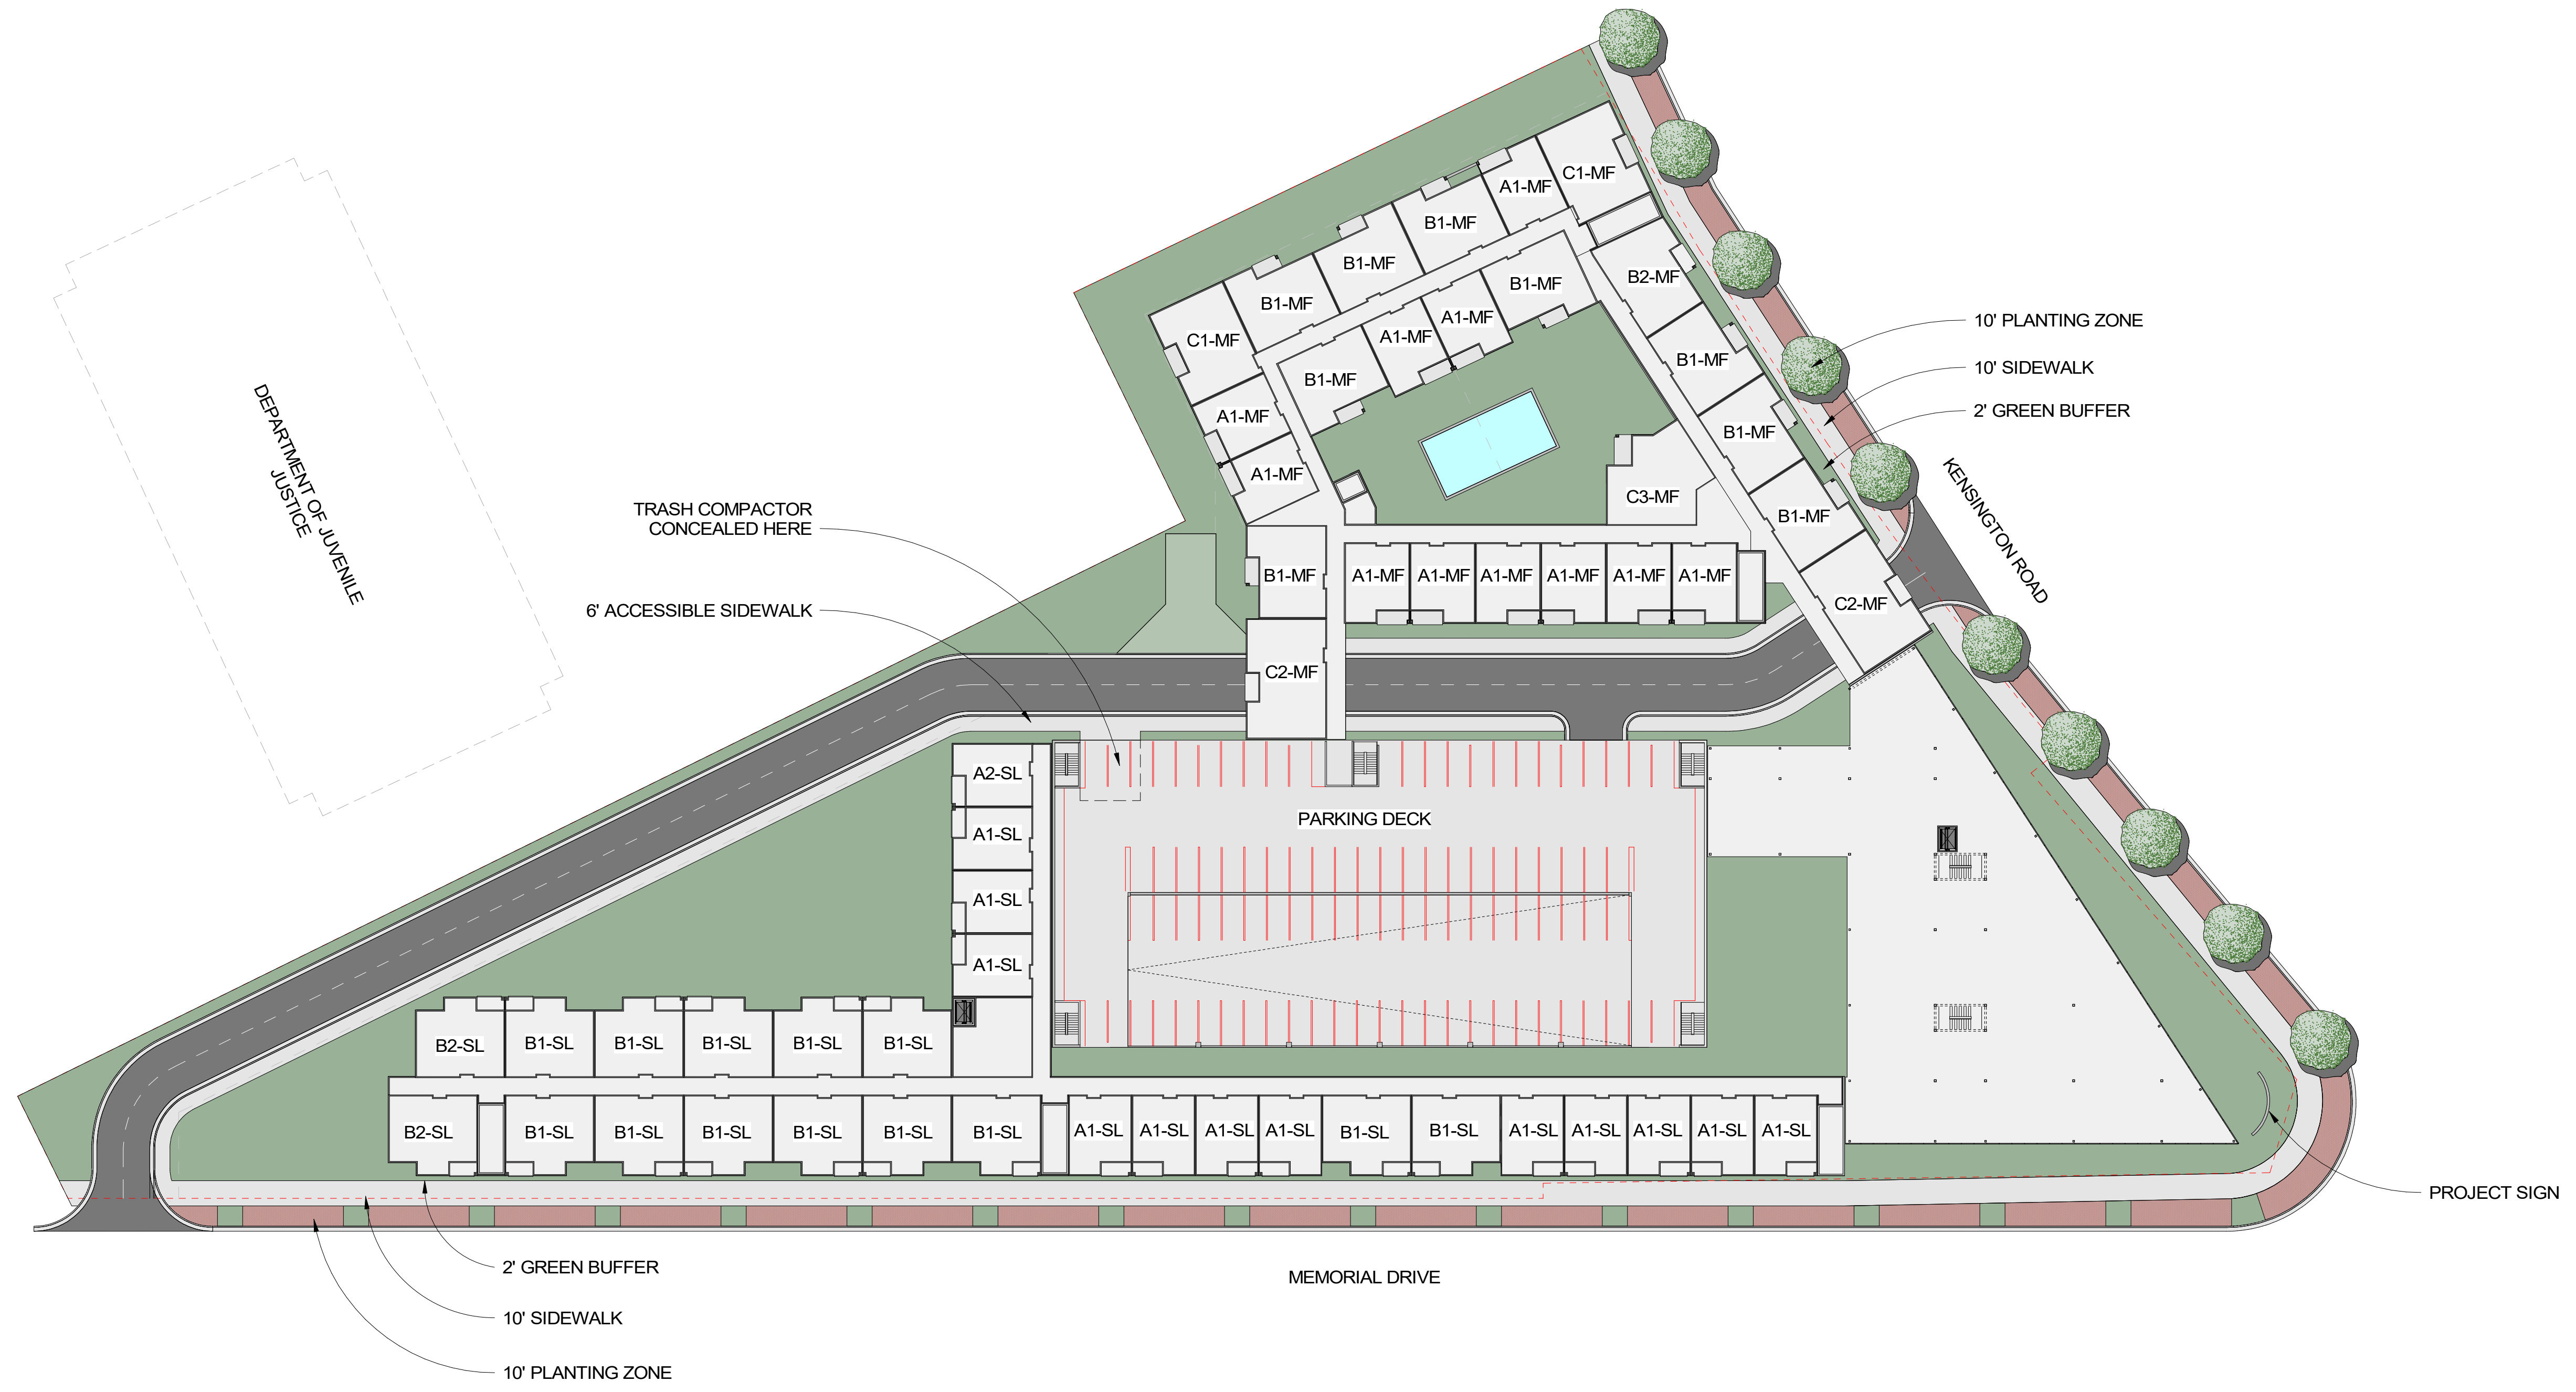 C1-MF
A1-MF
B1-MF
B1-MF
B1-MF
C1-MF
B2-MF
B1-MF
A1-MF
A1-MF
B1-MF
10' PLANTING ZONE
B1-MF
10' SIDEWALK
2' GREEN BUFFER
A1-MF
B1-MF
A1-MF
C3-MF
B1-MF
KENSINGTON ROAD
DEPARTMENT OF JUVENILE
JUSTICE
TRASH COMPACTOR
CONCEALED HERE
B1-MF
A1-MF
A1-MF
A1-MF
A1-MF
A1-MF
A1-MF
C2-MF
6' ACCESSIBLE SIDEWALK
C2-MF
A2-SL
PARKING DECK
A1-SL
A1-SL
A1-SL
B2-SL
B1-SL
B1-SL
B1-SL
B1-SL
B1-SL
B2-SL
B1-SL
B1-SL
B1-SL
B1-SL
B1-SL
B1-SL
A1-SL
A1-SL
A1-SL
A1-SL
B1-SL
B1-SL
A1-SL
A1-SL
A1-SL
A1-SL
A1-SL
PROJECT SIGN
2' GREEN BUFFER
MEMORIAL DRIVE
10' SIDEWALK
10' PLANTING ZONE